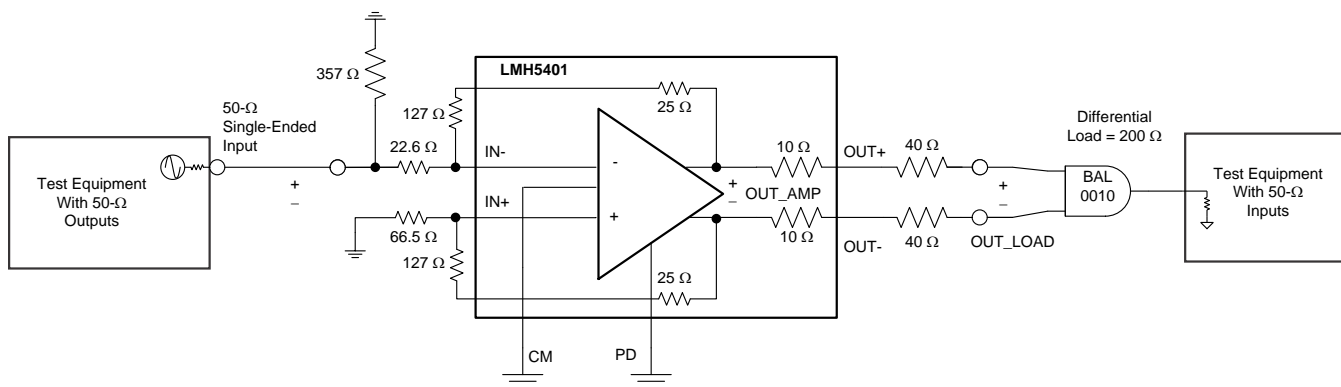 LMH5401
357 Ω
25 Ω
127 Ω
50-Ω
Single-Ended
Input
Differential
Load = 200 Ω
10 Ω
OUT+
40 Ω
22.6 Ω
IN-
-
+
–
Test Equipment
With 50-Ω
Outputs
+
–
OUT_AMP
+
–
BAL
0010
Test Equipment
With 50-Ω
Inputs
IN+
+
66.5 Ω
10 Ω
OUT-
40 Ω
OUT_LOAD
127 Ω
25 Ω
CM
PD